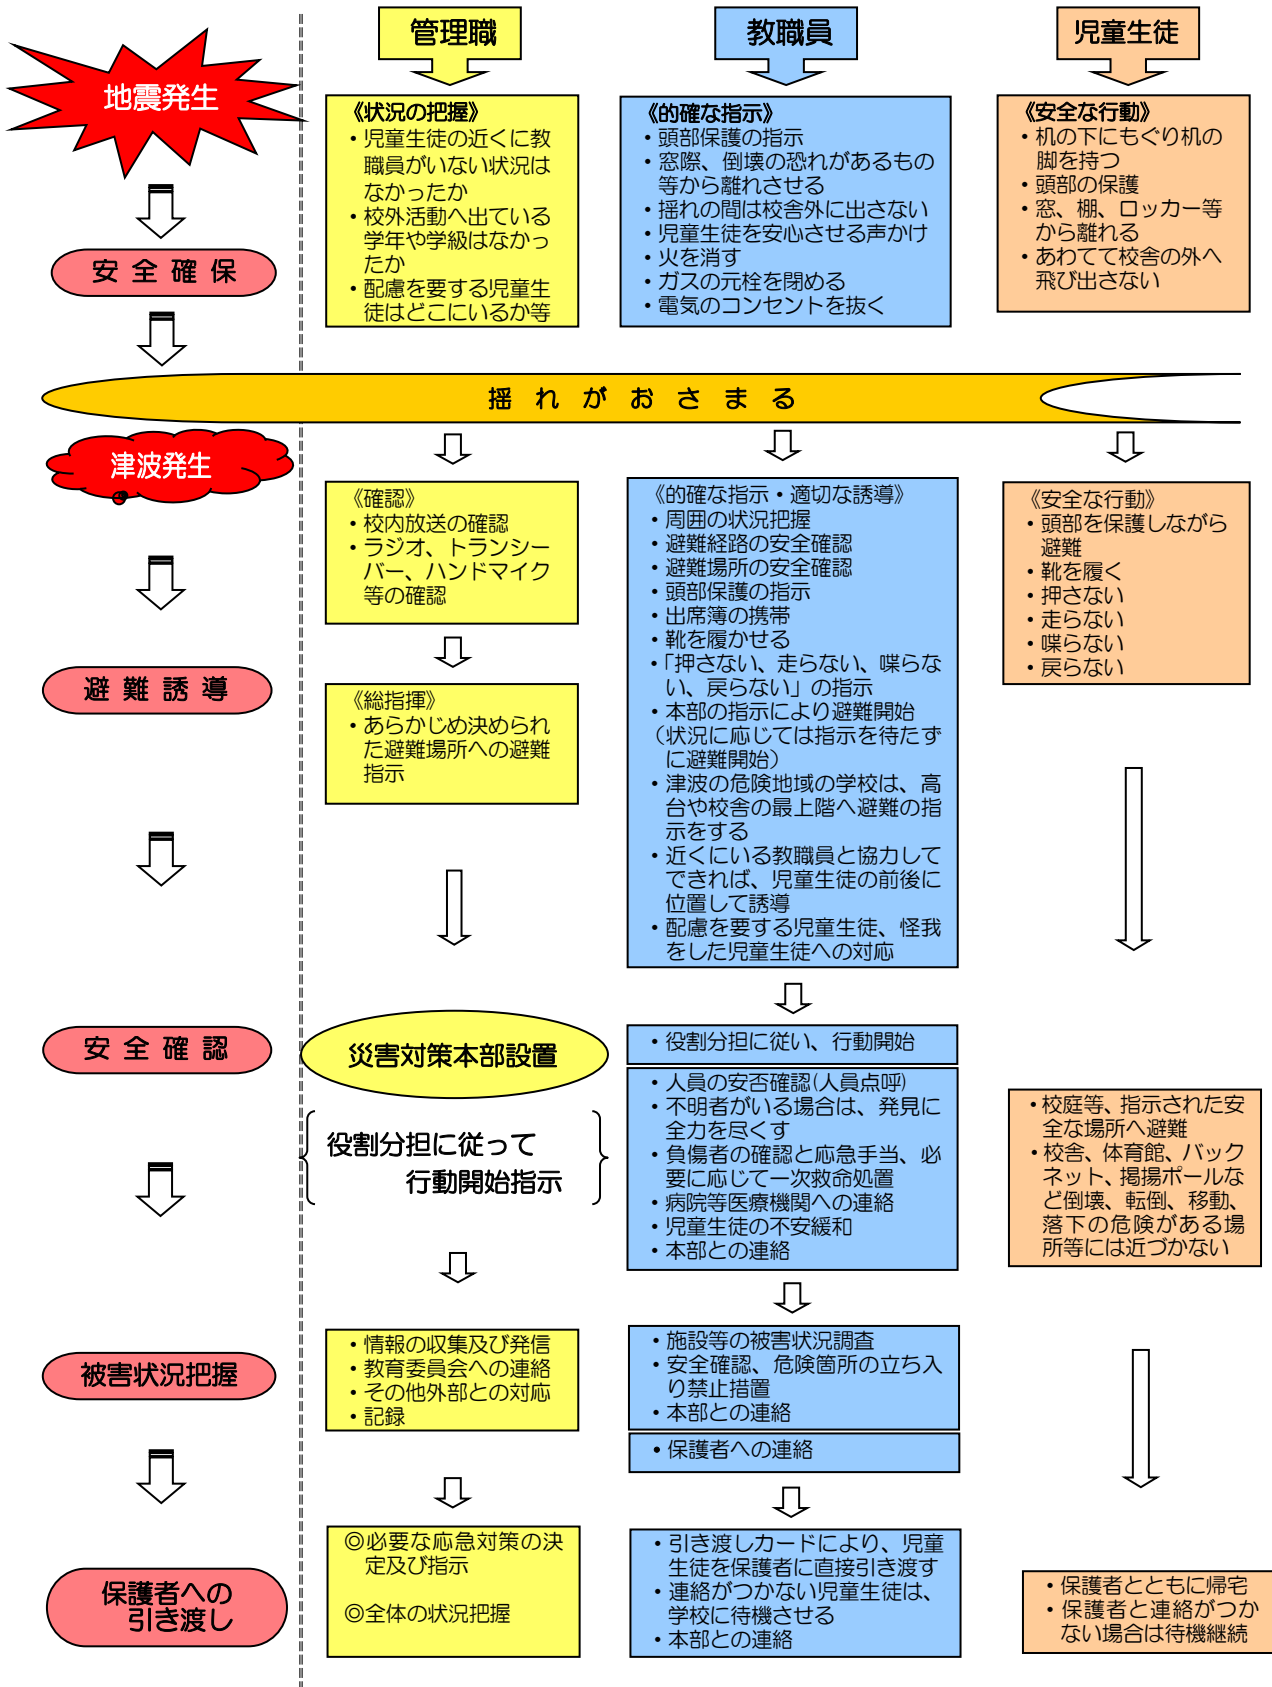 管理職
教職員
児童生徒
地震発生
安全確保
《状況の把握》
・児童生徒の近くに教
職員がいない状況は
なかったか
・校外活動へ出ている
学年や学級はなかっ
たか
・配慮を要する児童生
徒はどこにいるか等
《的確な指示》
・頭部保護の指示
・窓際、倒壊の恐れがあるもの
等から離れさせる
・揺れの間は校舎外に出さない
・児童生徒を安心させる声かけ
・火を消す
・ガスの元栓を閉める
・電気のコンセントを抜く
《安全な行動》
・机の下にもぐり机の
脚を持つ
・頭部の保護
・窓、棚、ロッカー等
から離れる
・あわてて校舎の外へ
飛び出さない
揺れがおさまる
津波発生
避難誘導
《確認》
・校内放送の確認
・ラジオ、トランシー
バー、ハンドマイク
等の確認
《総指揮》
・あらかじめ決められ
た避難場所への避難
指示
《的確な指示・適切な誘導》
・周囲の状況把握
・避難経路の安全確認
・避難場所の安全確認
・頭部保護の指示
・出席簿の携帯
・靴を履かせる
・「押さない、走らない、喋らな
い、戻らない」の指示
・本部の指示により避難開始
（状況に応じては指示を待たず
に避難開始）
・津波の危険地域の学校は、高
台や校舎の最上階へ避難の指
示をする
・近くにいる教職員と協力して
できれば、児童生徒の前後に
位置して誘導
・配慮を要する児童生徒、怪我
をした児童生徒への対応
《安全な行動》
・頭部を保護しながら
避難
・靴を履く
・押さない
・走らない
・喋らない
・戻らない
安全確認
災害対策本部設置
役割分担に従って
行動開始指示
・役割分担に従い、行動開始
・人員の安否確認(人員点呼)
・不明者がいる場合は、発見に
全力を尽くす
・負傷者の確認と応急手当、必
要に応じて一次救命処置
・病院等医療機関への連絡
・児童生徒の不安緩和
・本部との連絡
・校庭等、指示された安
全な場所へ避難
・校舎、体育館、バック
ネット、掲揚ポールな
ど倒壊、転倒、移動、
落下の危険がある場
所等には近づかない
被害状況把握
・情報の収集及び発信
・教育委員会への連絡
・その他外部との対応
・記録
・施設等の被害状況調査
・安全確認、危険箇所の立ち入
り禁止措置
・本部との連絡
・保護者への連絡
保護者への
引き渡し
◎必要な応急対策の決
定及び指示
◎全体の状況把握
・引き渡しカードにより、児童
生徒を保護者に直接引き渡す
・連絡がつかない児童生徒は、
学校に待機させる
・本部との連絡
・保護者とともに帰宅
・保護者と連絡がつか
ない場合は待機継続